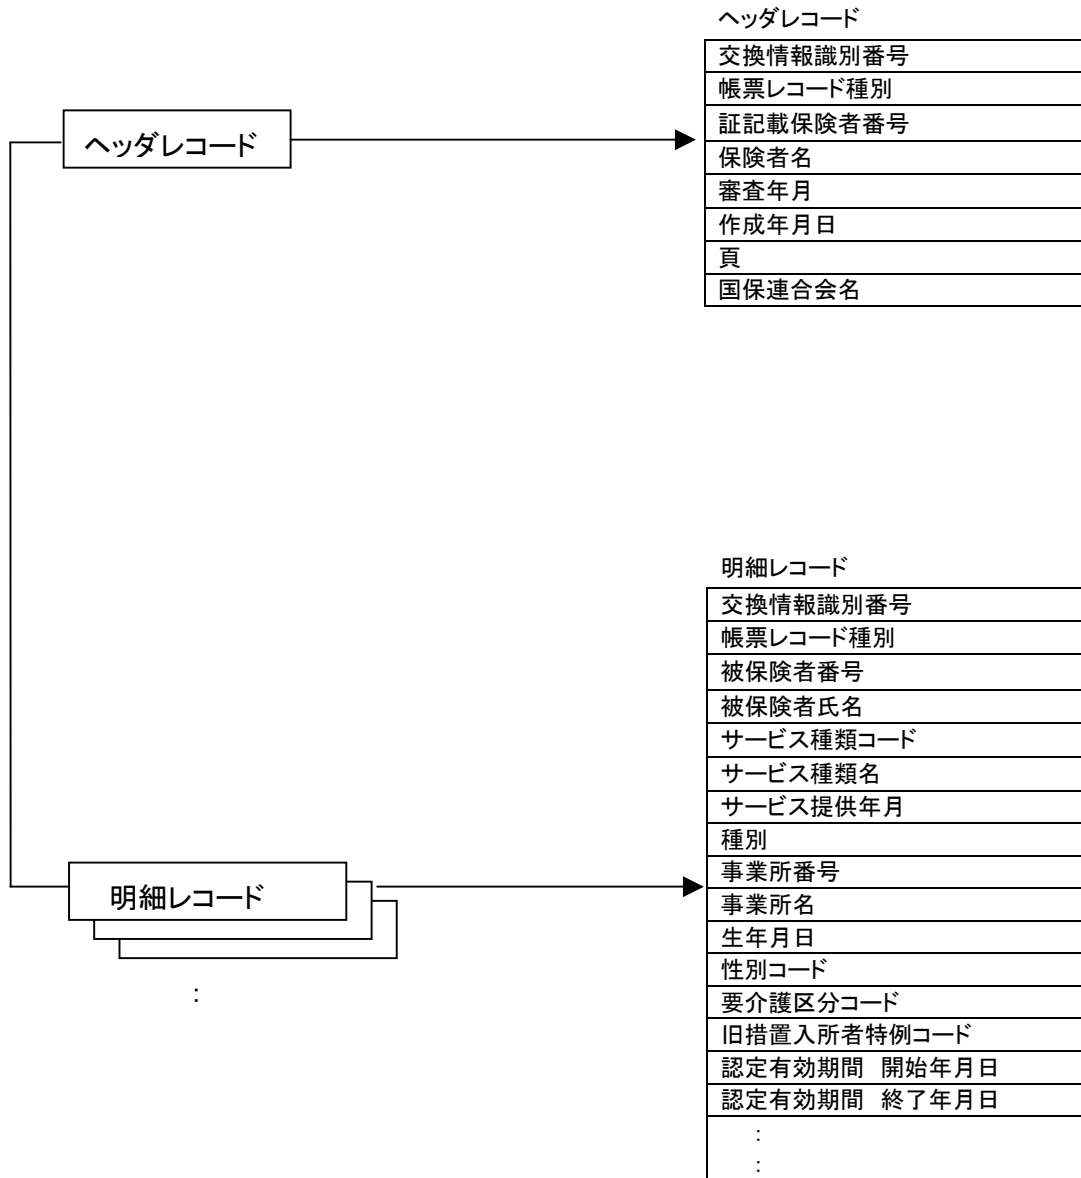 ヘッダレコード
交換情報識別番号
帳票レコード種別
証記載保険者番号
保険者名
審査年月
作成年月日
頁
国保連合会名
ヘッダレコード
明細レコード
交換情報識別番号
帳票レコード種別
被保険者番号
被保険者氏名
サービス種類コード
サービス種類名
サービス提供年月
種別
事業所番号
事業所名
生年月日
性別コード
要介護区分コード
旧措置入所者特例コード
認定有効期間　開始年月日
認定有効期間　終了年月日
:
:
明細レコード
: